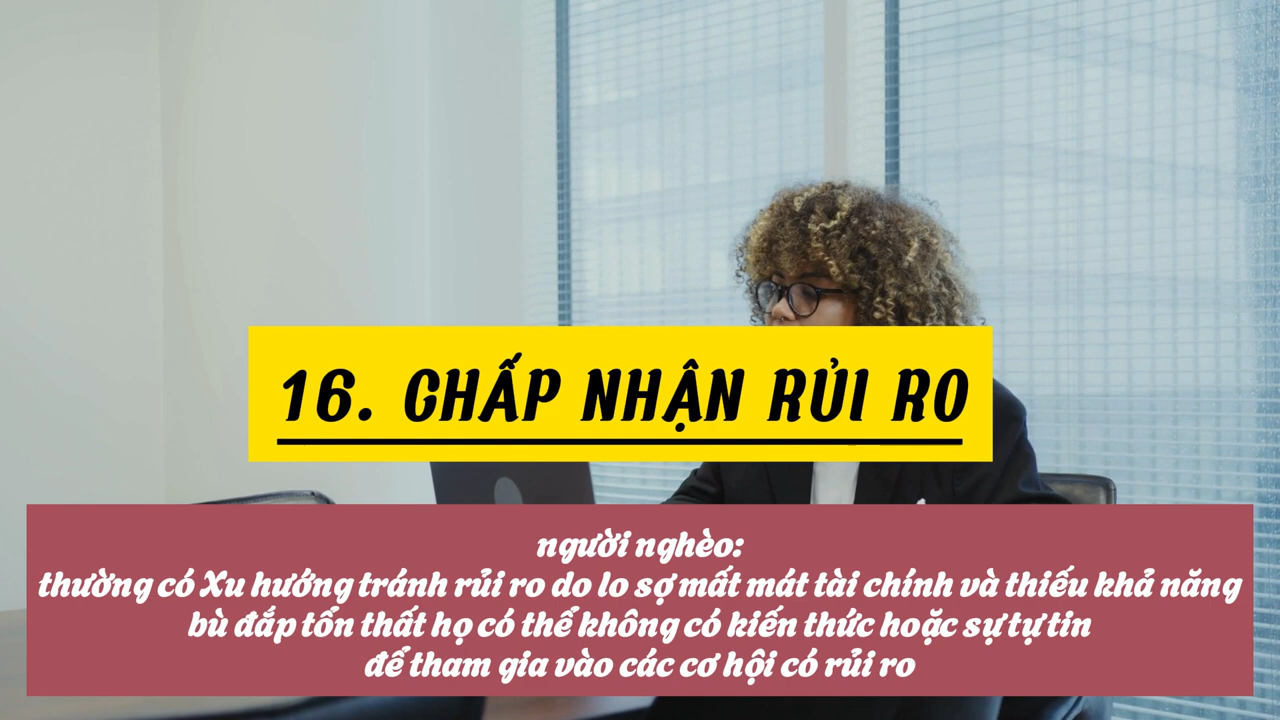 16. CHẤP NHẬN RỦI RO
người nghèo:
thường có Xu hướng tránh rủi ro do lo sợ mất mát tài chính và thiếu khả năng
bù đắp tổn thất họ có thể không có kiến thức hoặc sự tự tin
để tham gia vào các cơ hội có rủi ro